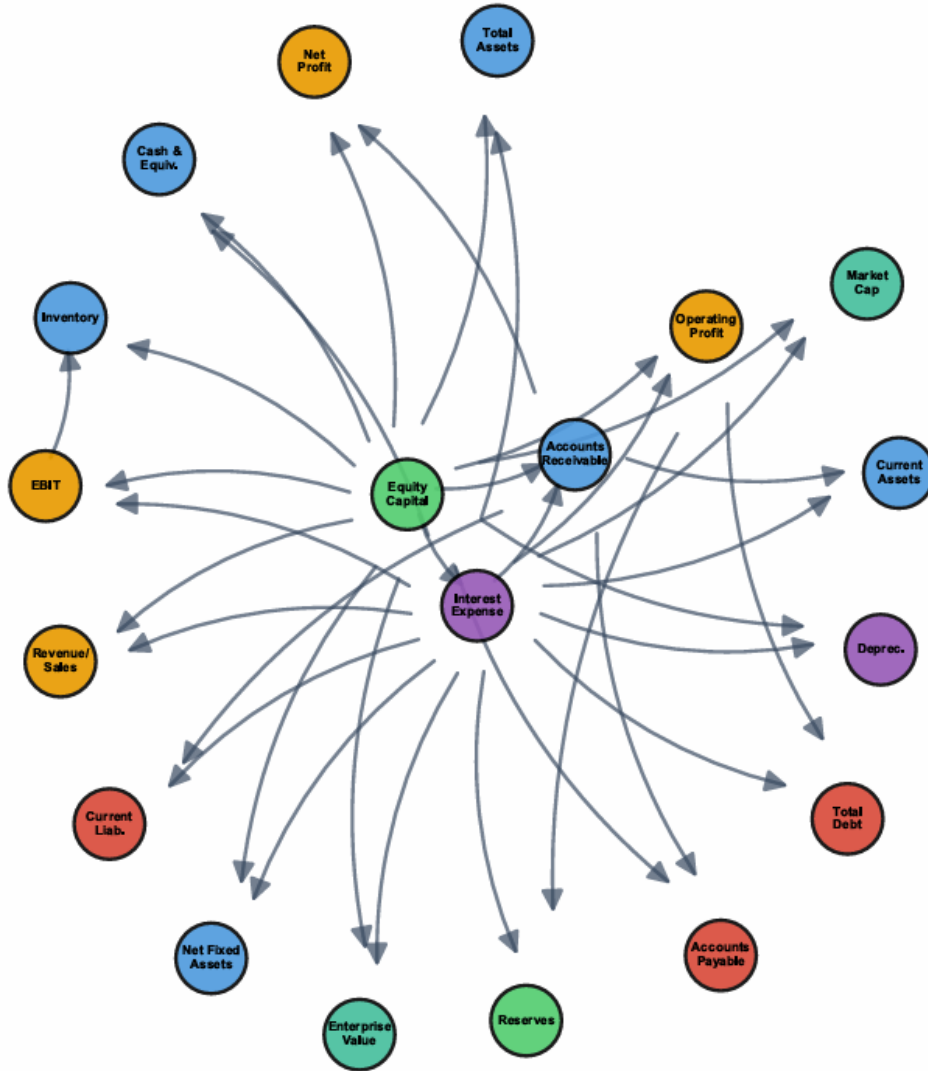 Total
Assets
Net
Profit
Cash &
Equiv.
Market
Cap
Inventory
Operating
Profit
Accounts
Receivable
Current
Assets
EBIT
Equity
Capital
Interest
Expense
Revenue/
Sales
Deprec.
Current
Liab.
Total
Debt
Net Fixed
Assets
Accounts
Payable
Enterprise
Value
Reserves